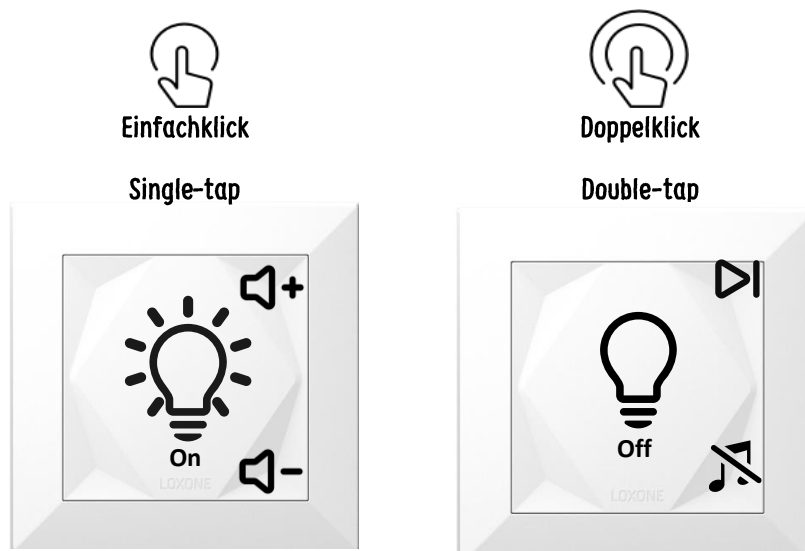 Einfachklick
Doppelklick
Single-tap
Double-tap
On
Off
LOXONE
LOXONE